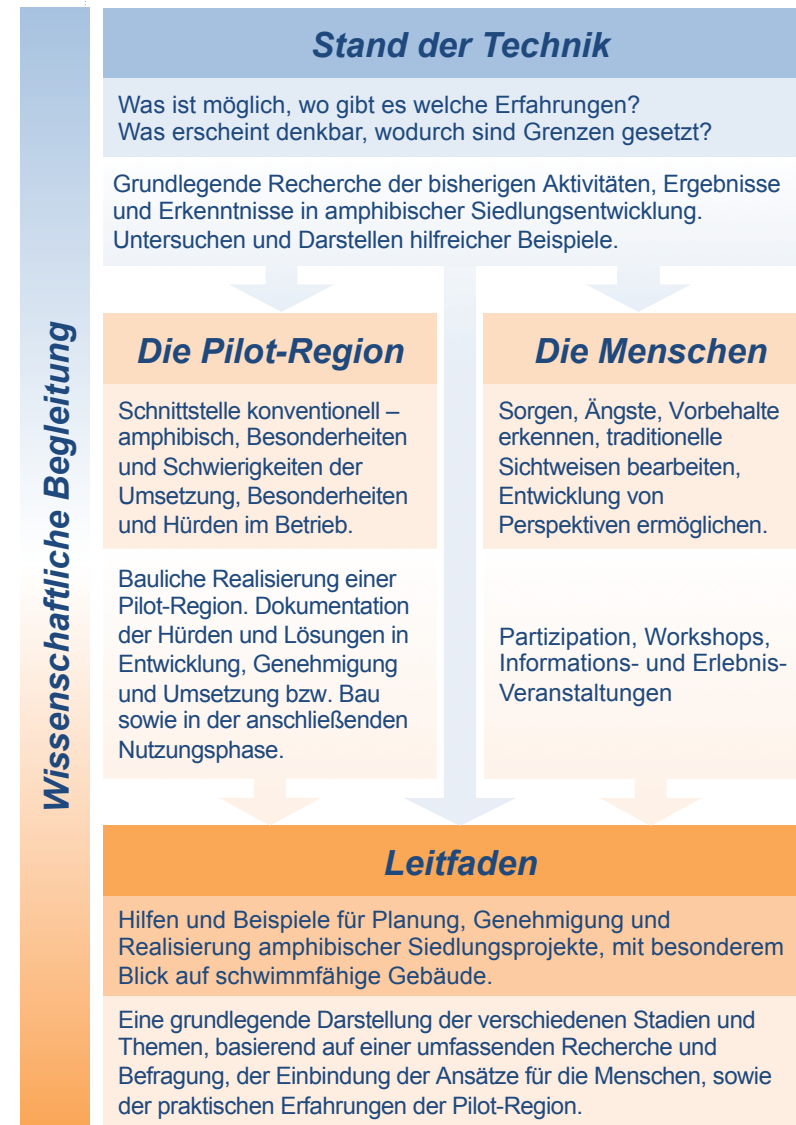 Wissenschaftliche Begleitung
Stand der Technik
Was ist möglich, wo gibt es welche Erfahrungen?
Was erscheint denkbar, wodurch sind Grenzen gesetzt?
Grundlegende Recherche der bisherigen Aktivitäten, Ergebnisse
und Erkenntnisse in amphibischer Siedlungsentwicklung.
Untersuchen und Darstellen hilfreicher Beispiele.
Die Pilot-Region
Schnittstelle konventionell –
amphibisch, Besonderheiten
und Schwierigkeiten der
Umsetzung, Besonderheiten
und Hürden im Betrieb.
Bauliche Realisierung einer
Pilot-Region. Dokumentation
der Hürden und Lösungen in
Entwicklung, Genehmigung
und Umsetzung bzw. Bau
sowie in der anschließenden
Nutzungsphase.
Die Menschen
Sorgen, Ängste, Vorbehalte
erkennen, traditionelle
Sichtweisen bearbeiten,
Entwicklung von
Perspektiven ermöglichen.
Partizipation, Workshops,
Informations- und Erlebnis-
Veranstaltungen
Leitfaden
Hilfen und Beispiele für Planung, Genehmigung und
Realisierung amphibischer Siedlungsprojekte, mit besonderem
Blick auf schwimmfähige Gebäude.
Eine grundlegende Darstellung der verschiedenen Stadien und
Themen, basierend auf einer umfassenden Recherche und
Befragung, der Einbindung der Ansätze für die Menschen, sowie
der praktischen Erfahrungen der Pilot-Region.